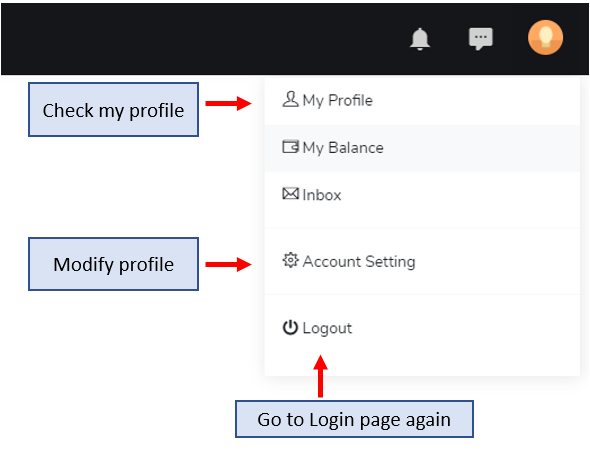 Check my profile
My Profile
My Balance
Inbox
Modify profile
Account Setting
Logout
Go to Login page again